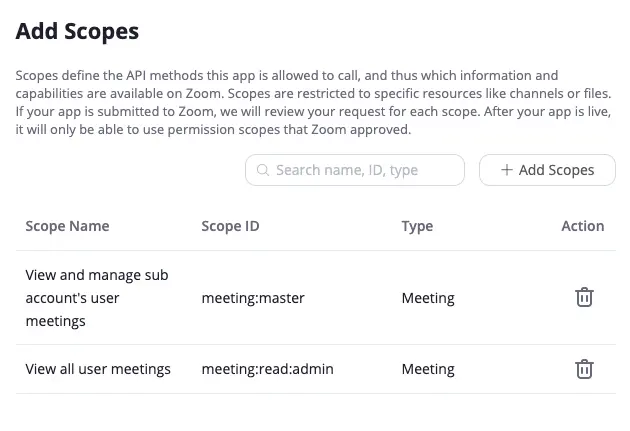 Add Scopes
Scopes define the API methods this app is allowed to call, and thus which information and
capabilities are available on Zoom. Scopes are restricted to specific resources like channels or files.
If your app is submitted to Zoom, we will review your request for each scope. After your app is live,
it will only be able to use permission scopes that Zoom approved.
Search name, ID, type
+ Add Scopes
Scope Name Scope ID Type Action
View and manage sub
account's user
meetings
meeting:master
Meeting
View all user meetings meeting:read:admin Meeting